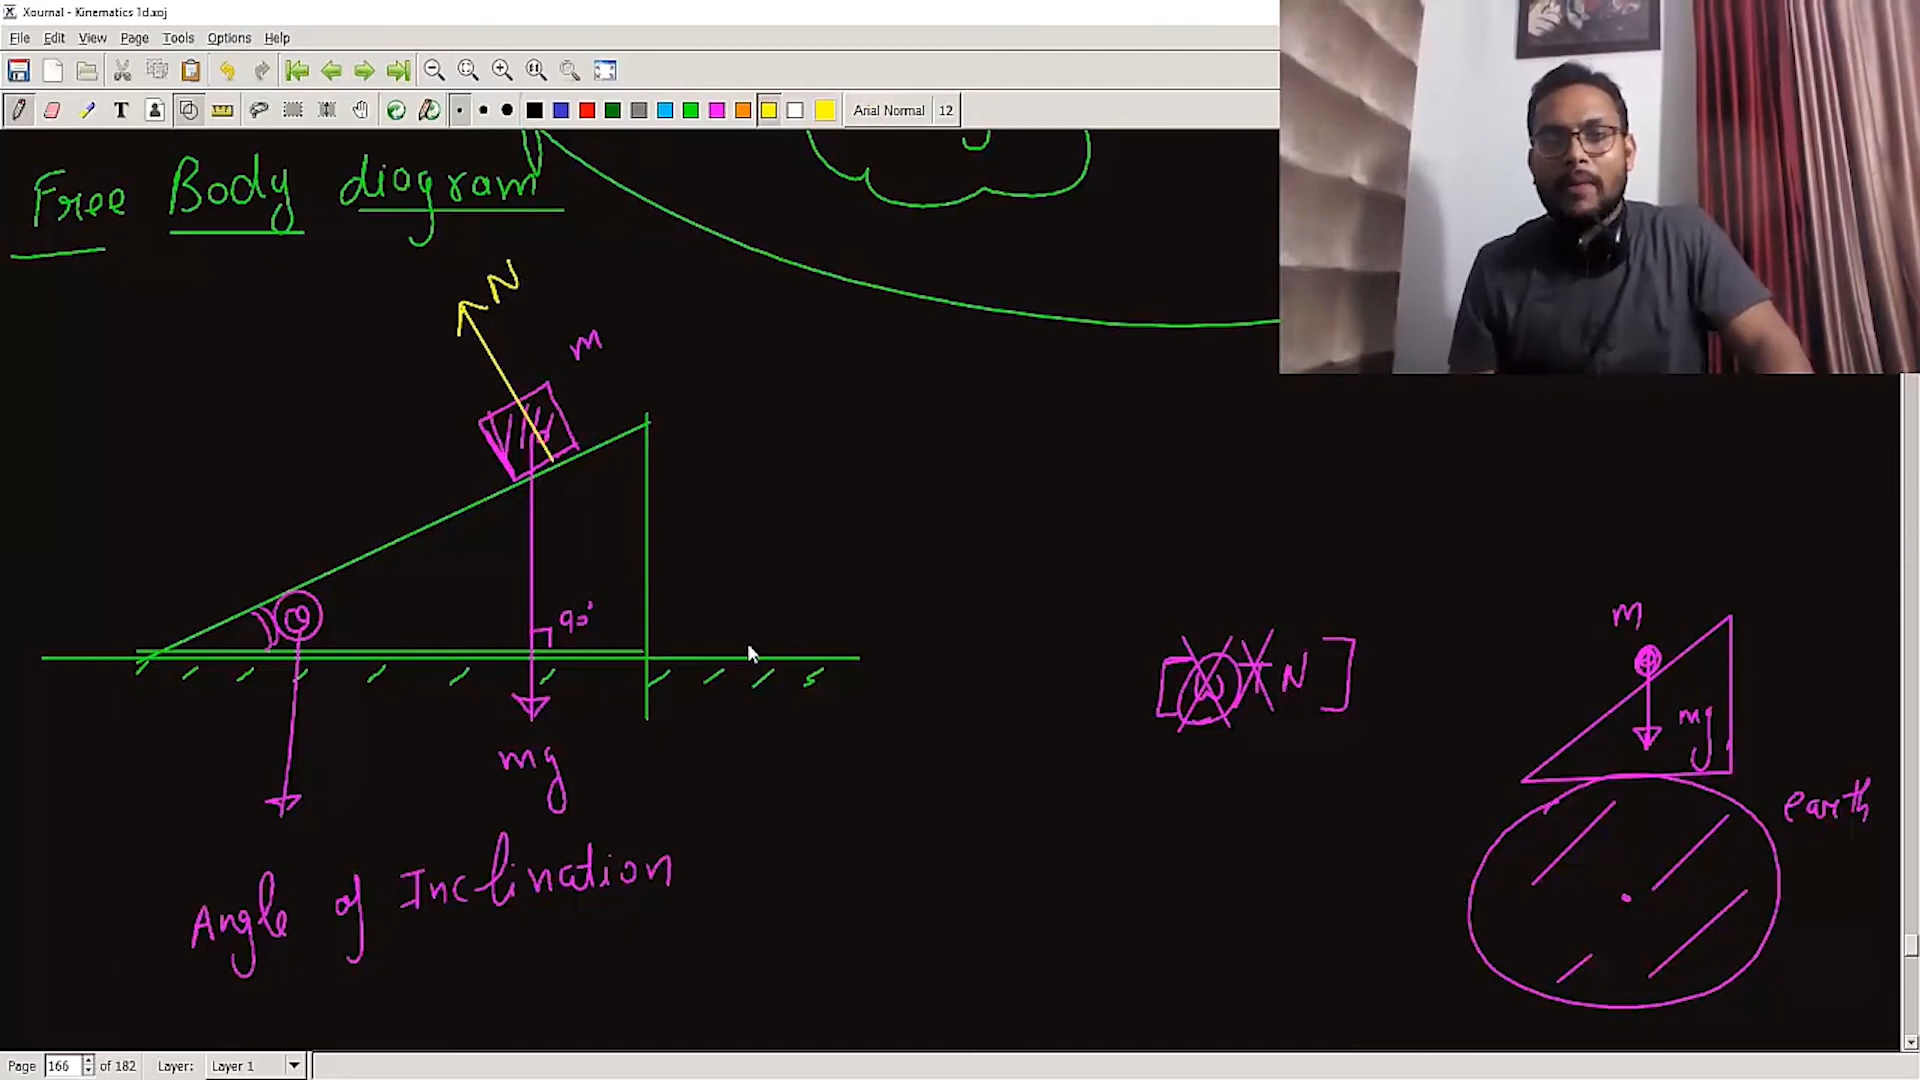 Xournal - Kinematics 1d.xoj
File Edit View Page Tools Options Help
T Arial Normal 12
Free Body diagram
N
m
90°
mg
Angle of Inclination
N
m
mg
earth
Page 166 of 182 Layer: Layer 1